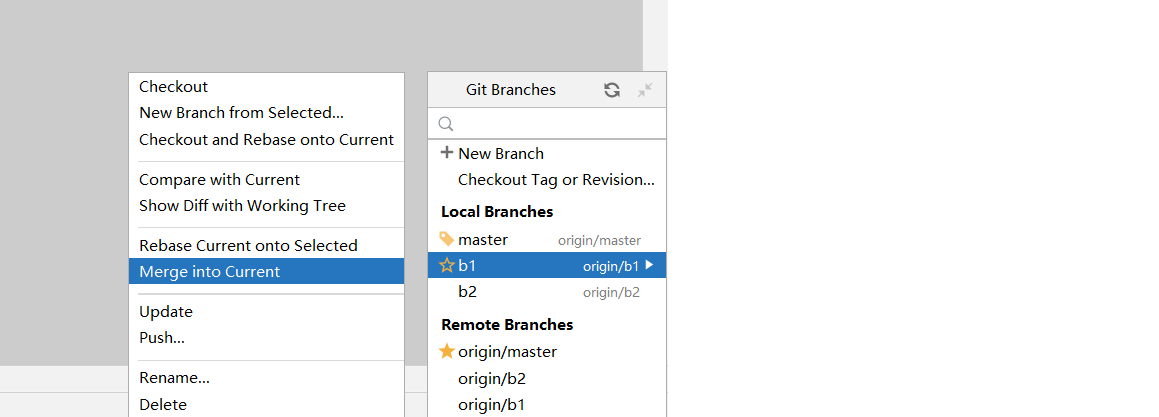 Checkout
New Branch from Selected...
Checkout and Rebase onto Current
Compare with Current
Show Diff with Working Tree
Rebase Current onto Selected
Merge into Current
Update
Push...
Rename...
Delete
Git Branches
New Branch
Checkout Tag or Revision...
Local Branches
master origin/master
b1 origin/b1
b2 origin/b2
Remote Branches
origin/master
origin/b2
origin/b1